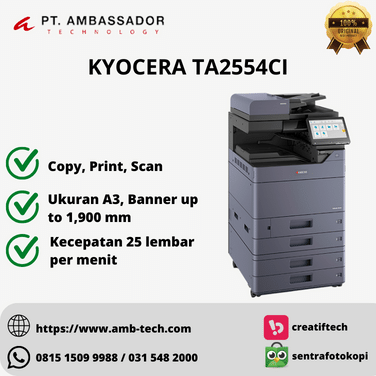 PT. AMBASSADOR
TECHNOLOGY
100%
ORIGINAL
KYOCERA TA2554CI
Copy, Print, Scan
Ukuran A3, Banner up
to 1,900 mm
Kecepatan 25 lembar
per menit
https://www.amb-tech.com
creatiftech
0815 1509 9988 / 031 548 2000
sentrafotokopi